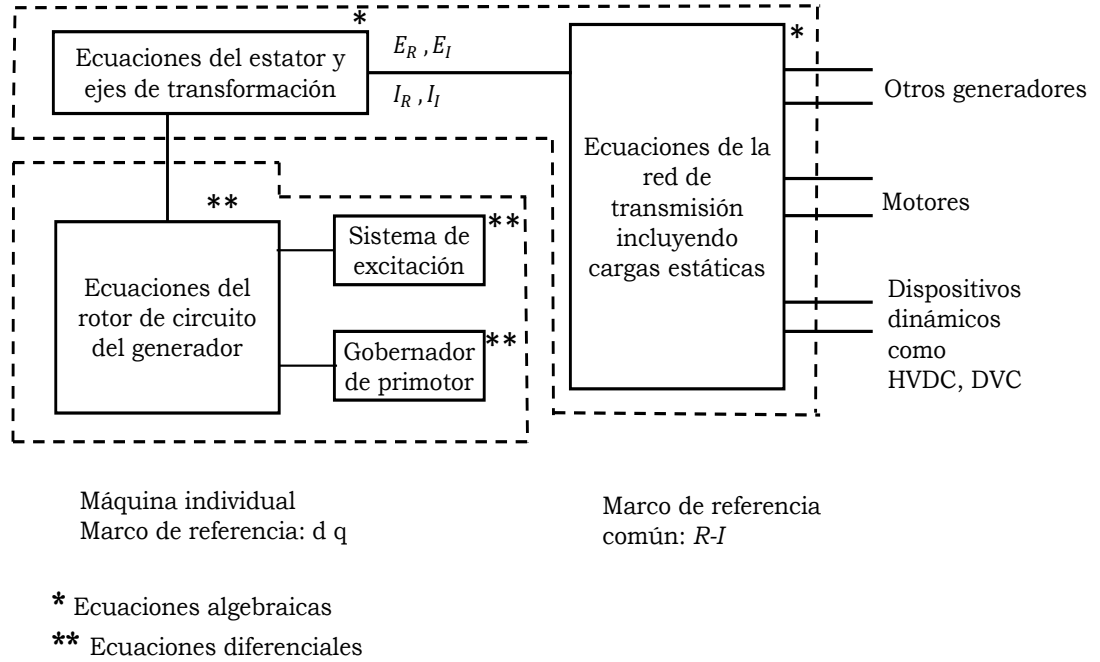 *
Ecuaciones del estator y
ejes de transformación
E_R , E_I
I_R , I_I
*
Ecuaciones de la
red de
transmisión
incluyendo
cargas estáticas
Otros generadores
Motores
Dispositivos
dinámicos
como
HVDC, DVC
**
Ecuaciones del
rotor de circuito
del generador
**
Sistema de
excitación
**
Gobernador
de primotor
Máquina individual
Marco de referencia: d q
Marco de referencia
común: R-I
* Ecuaciones algebraicas
** Ecuaciones diferenciales